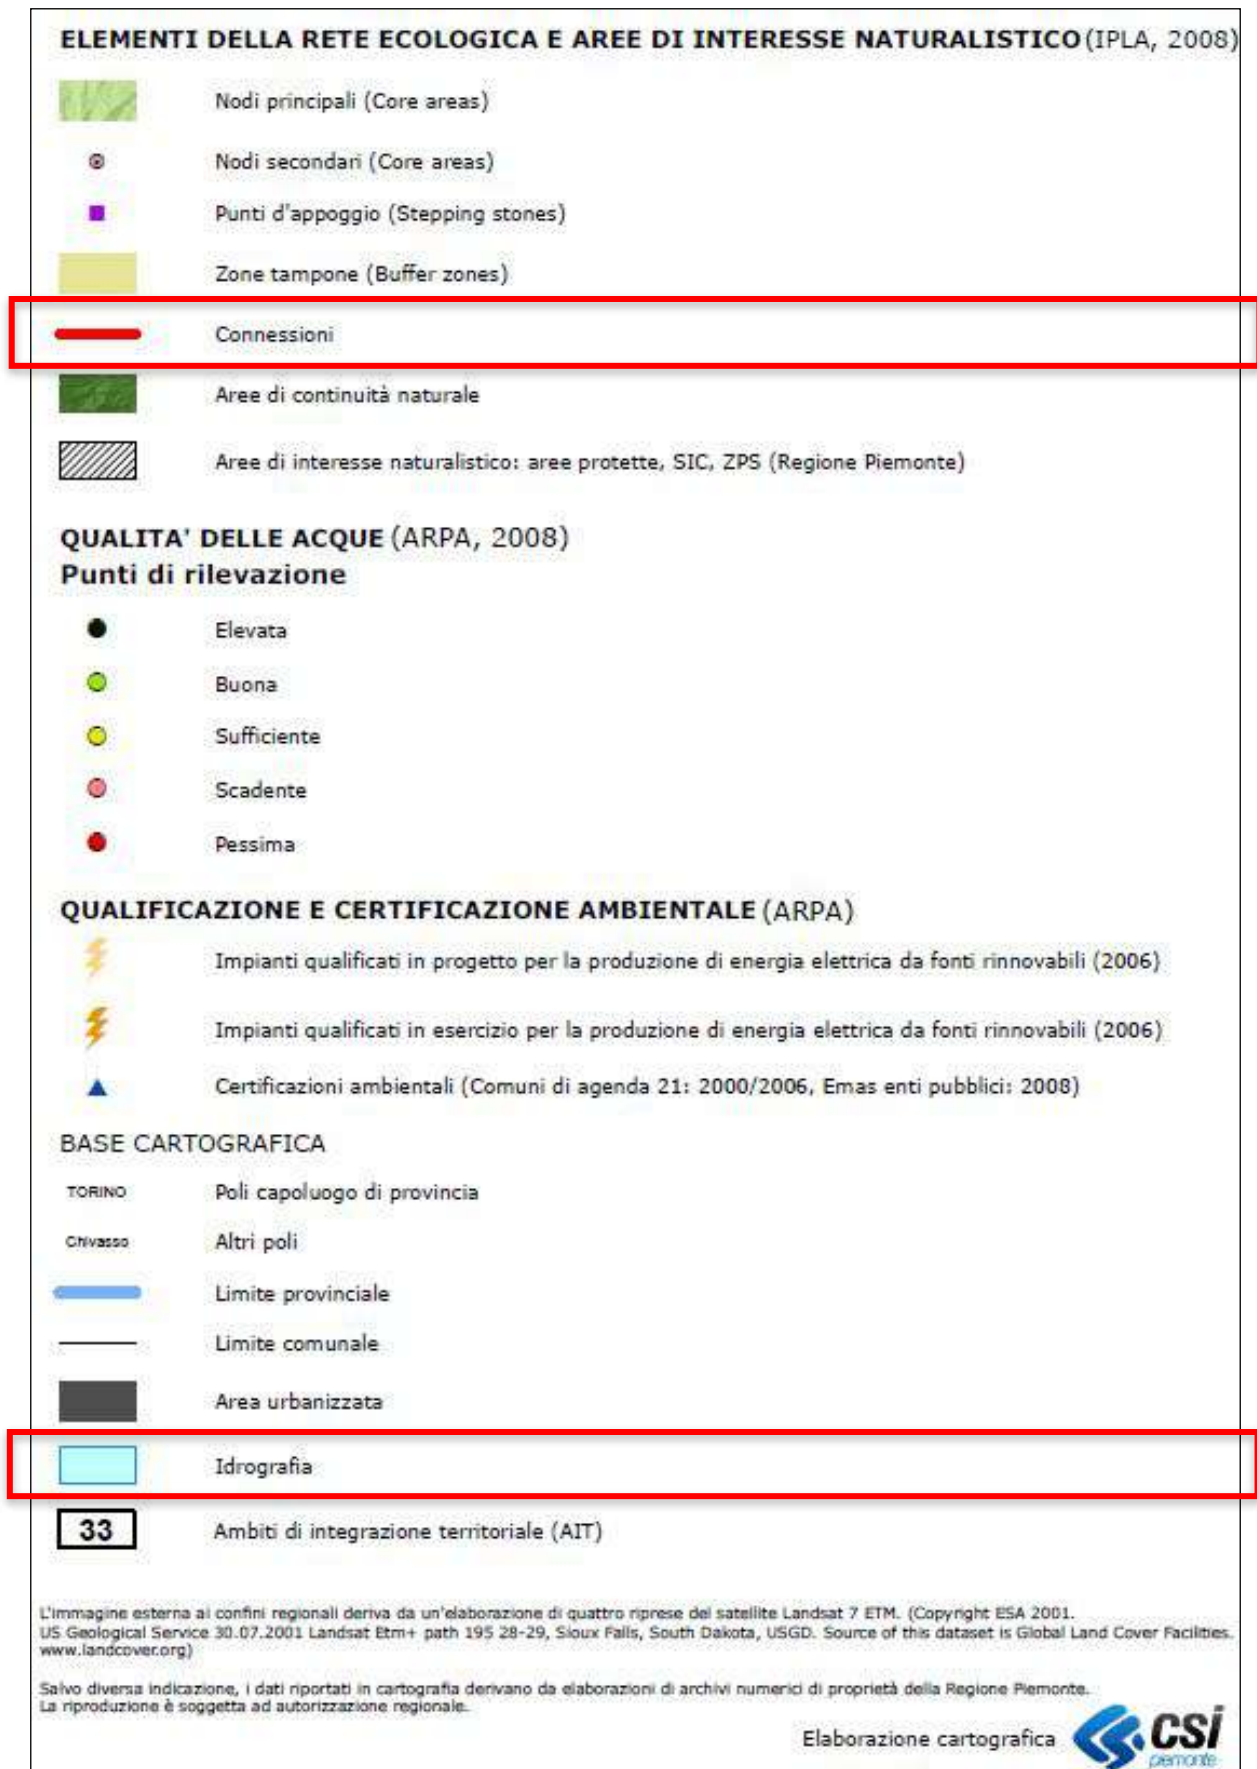 ELEMENTI DELLA RETE ECOLOGICA E AREE DI INTERESSE NATURALISTICO (IPLA, 2008)
Nodi principali (Core areas)
Nodi secondari (Core areas)
Punti d'appoggio (Stepping stones)
Zone tampone (Buffer zones)
Connessioni
Aree di continuità naturale
Aree di interesse naturalistico: aree protette, SIC, ZPS (Regione Piemonte)
QUALITA' DELLE ACQUE (ARPA, 2008)
Punti di rilevazione
Elevata
Buona
Sufficiente
Scadente
Pessima
QUALIFICAZIONE E CERTIFICAZIONE AMBIENTALE (ARPA)
Impianti qualificati in progetto per la produzione di energia elettrica da fonti rinnovabili (2006)
Impianti qualificati in esercizio per la produzione di energia elettrica da fonti rinnovabili (2006)
Certificazioni ambientali (Comuni di agenda 21: 2000/2006, Emas enti pubblici: 2008)
BASE CARTOGRAFICA
TORINO Poli capoluogo di provincia
Chivasso Altri poli
Limite provinciale
Limite comunale
Area urbanizzata
Idrografia
33 Ambiti di integrazione territoriale (AIT)
L'immagine esterna ai confini regionali deriva da un'elaborazione di quattro riprese del satellite Landsat 7 ETM. (Copyright ESA 2001.
US Geological Service 30.07.2001 Landsat Etm+ path 195 28-29, Sioux Falls, South Dakota, USGD. Source of this dataset is Global Land Cover Facilities.
www.landcover.org)
Salvo diversa indicazione, i dati riportati in cartografia derivano da elaborazioni di archivi numerici di proprietà della Regione Piemonte.
La riproduzione è soggetta ad autorizzazione regionale.
Elaborazione cartografica CSI
piemonte